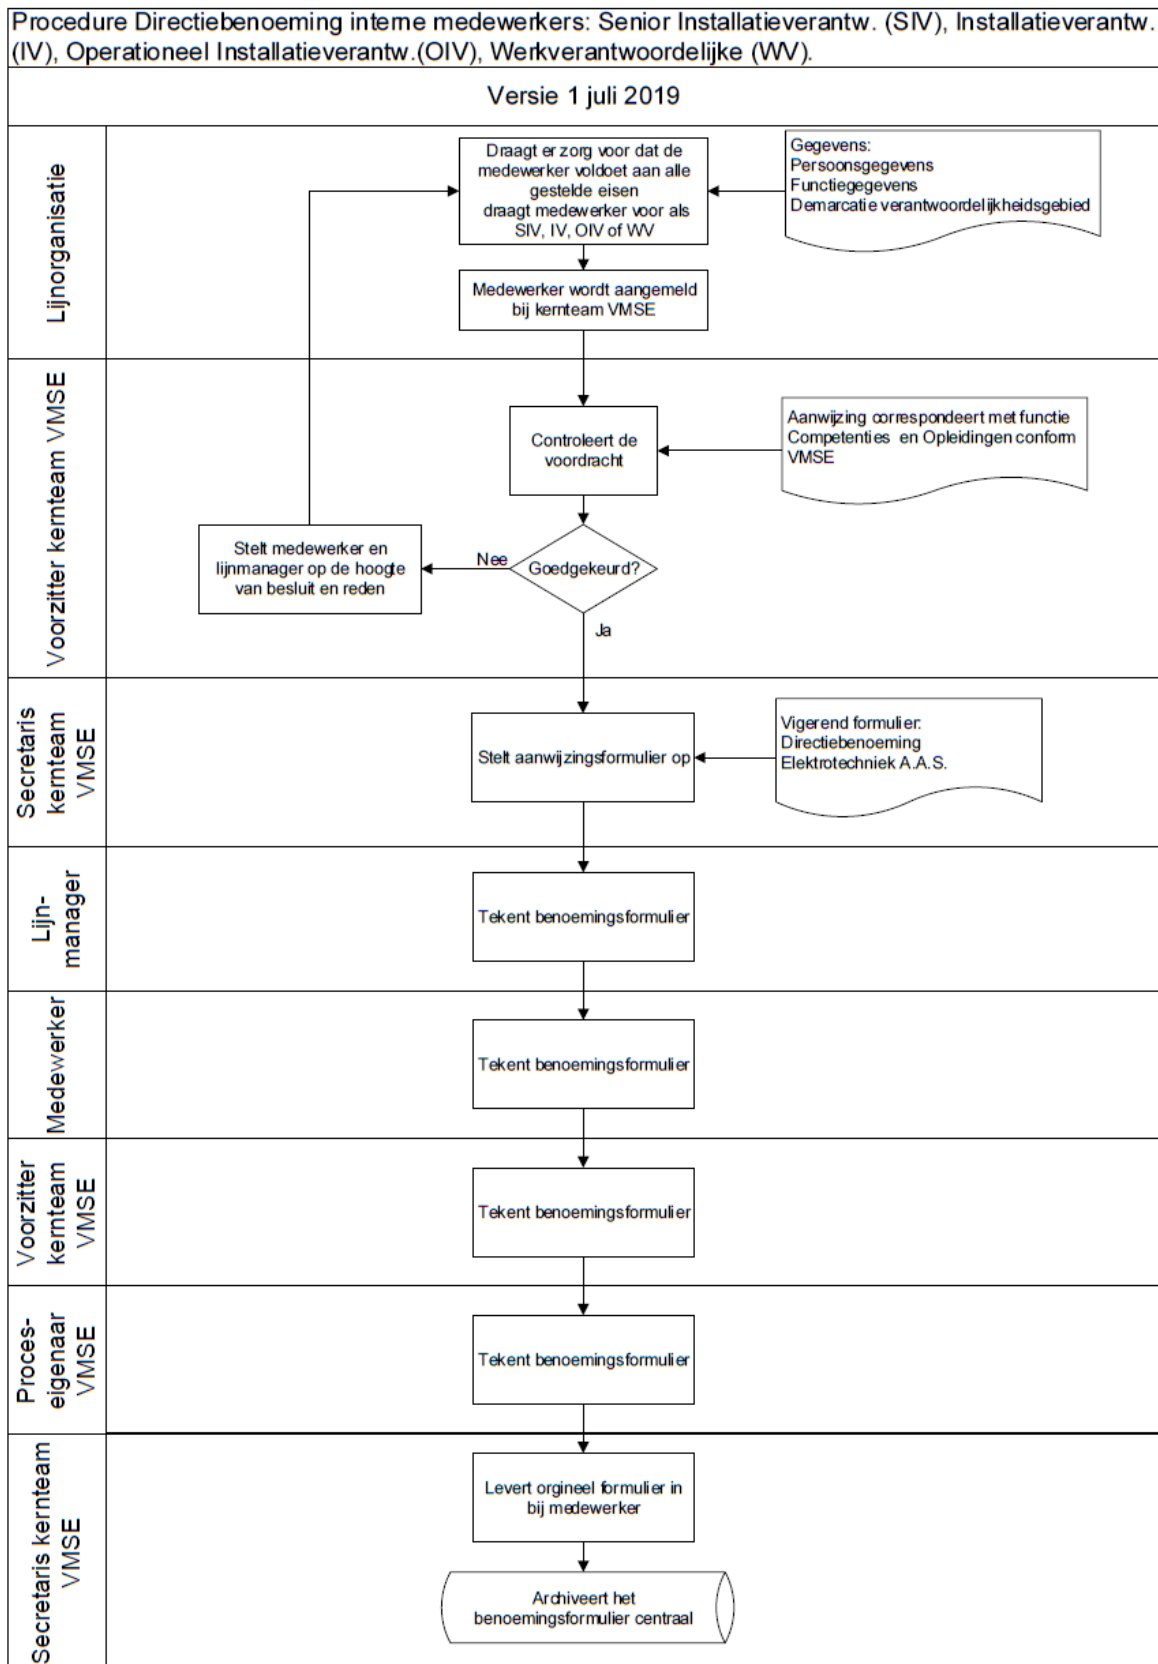 Procedure Directiebenoeming interne medewerkers: Senior Installatieverantw. (SIV), Installatieverantw.
(IV), Operationeel Installatieverantw.(OIV), Werkverantwoordelijke (WV).
Versie 1 juli 2019
Lijnorganisatie
Draagt er zorg voor dat de
medewerker voldoet aan alle
gestelde eisen
draagt medewerker voor als
SIV, IV, OIV of WV
Gegevens:
Persoonsgegevens
Functiegegevens
Demarcatie verantwoordelijkheidsgebied
Medewerker wordt aangemeld
bij kernteam VMSE
Voorzitter kernteam VMSE
Controleert de
voordracht
Aanwijzing correspondeert met functie
Competenties en Opleidingen conform
VMSE
Goedgekeurd?
Nee
Stelt medewerker en
lijnmanager op de hoogte
van besluit en reden
Ja
Secretaris
kernteam
VMSE
Stelt aanwijzingsformulier op
Vigerend formulier:
Directiebenoeming
Elektrotechniek A.A.S.
Lijn-
manager
Tekent benoemingsformulier
Medewerker
Tekent benoemingsformulier
Voorzitter
kernteam
VMSE
Tekent benoemingsformulier
Proces-
eigenaar
VMSE
Tekent benoemingsformulier
Secretaris kernteam
VMSE
Levert orgineel formulier in
bij medewerker
Archiveert het
benoemingsformulier centraal